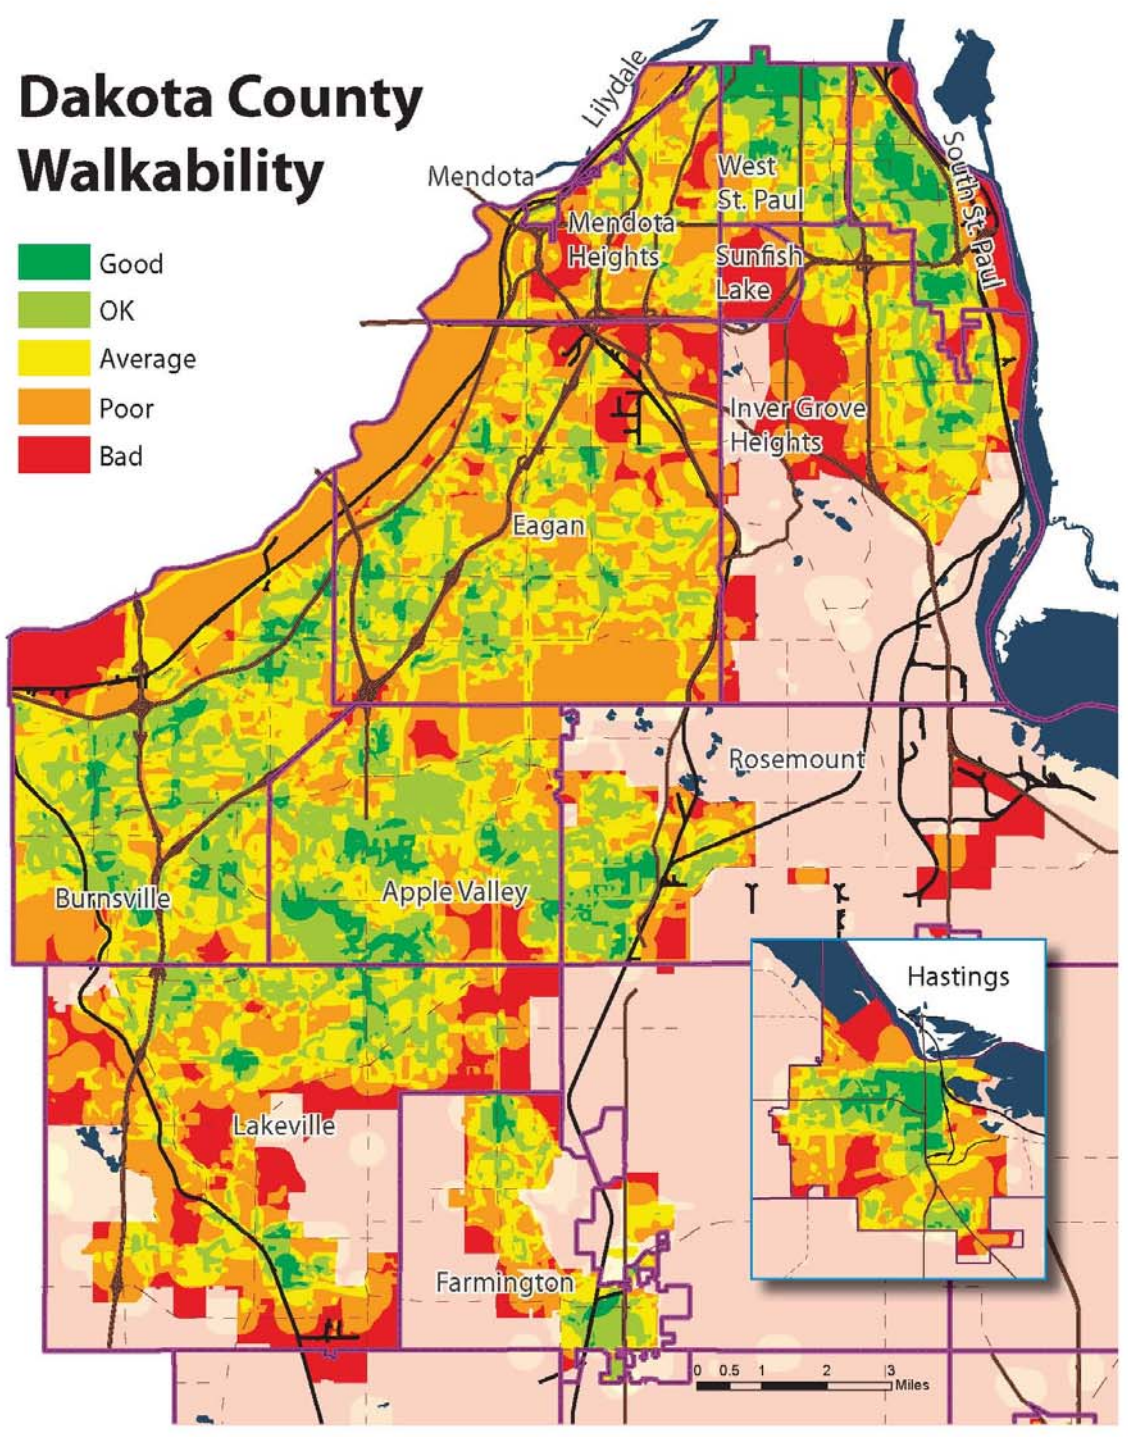 Dakota County
Walkability
Good
OK
Average
Poor
Bad
Lilydale
Mendota
West
St. Paul
South St. Paul
Mendota
Heights
Sunfish
Lake
Inver Grove
Heights
Eagan
Rosemount
Burnsville
Apple Valley
Hastings
Lakeville
Farmington
0 0.5 1 2 3
Miles